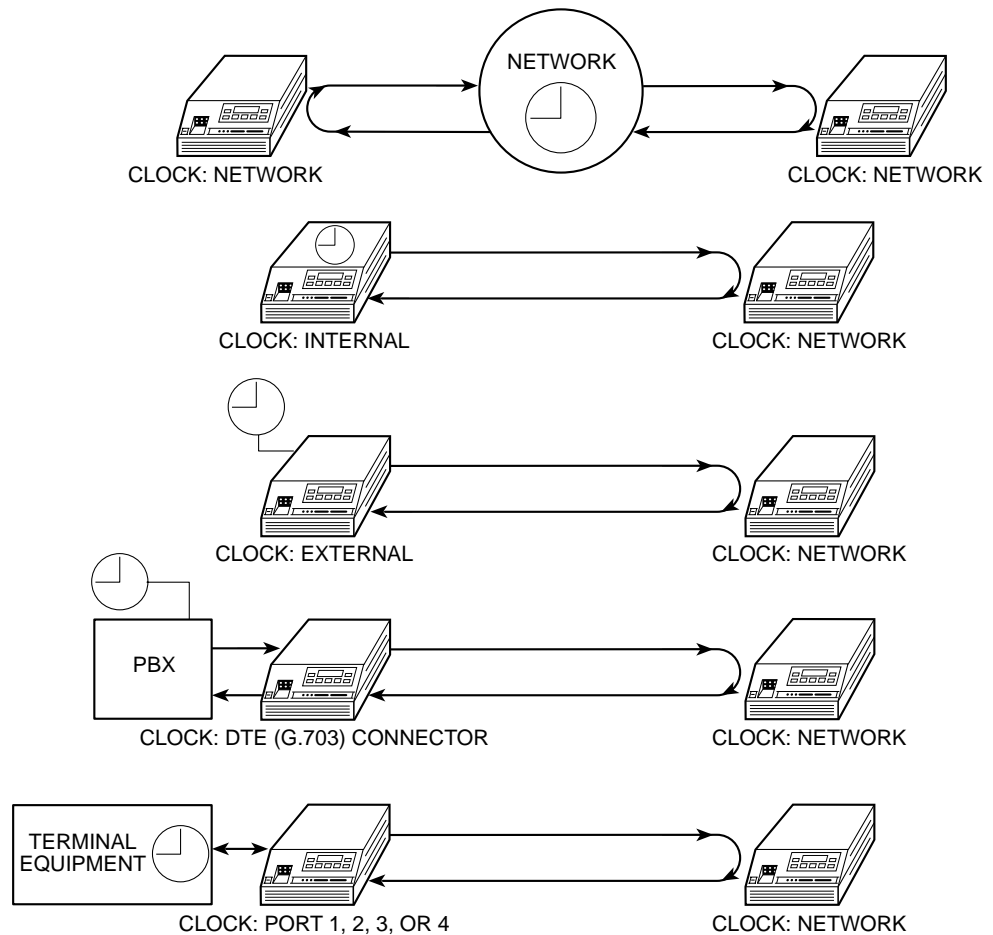 NETWORK
CLOCK: NETWORK
CLOCK: NETWORK
CLOCK: INTERNAL
CLOCK: NETWORK
CLOCK: EXTERNAL
CLOCK: NETWORK
PBX
CLOCK: DTE (G.703) CONNECTOR
CLOCK: NETWORK
TERMINAL
EQUIPMENT
CLOCK: PORT 1, 2, 3, OR 4
CLOCK: NETWORK